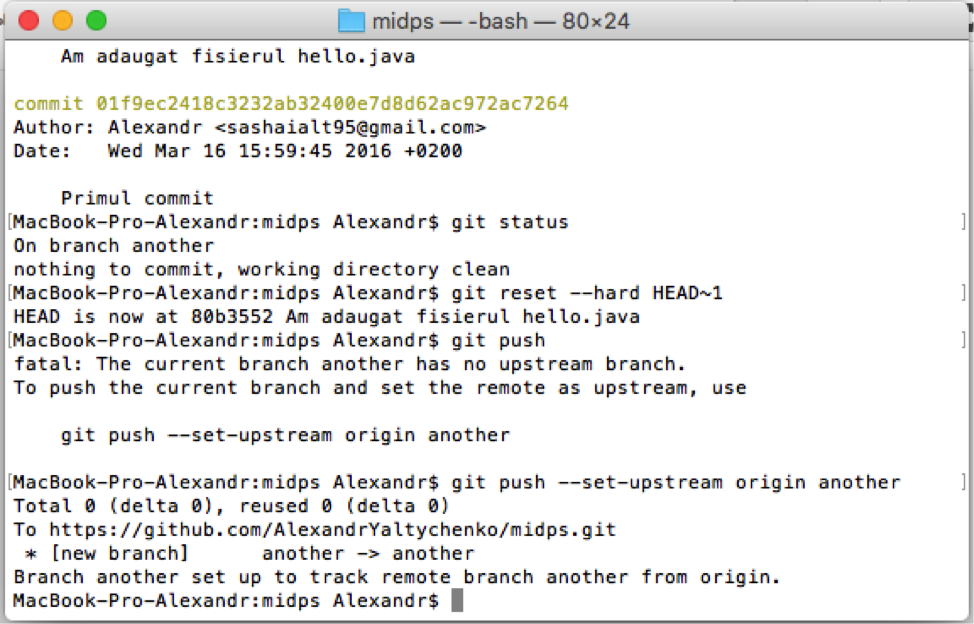 midps — -bash — 80×24
Am adaugat fisierul hello.java
commit 01f9ec2418c3232ab32400e7d8d62ac972ac7264
Author: Alexandr <sashaialt95@gmail.com>
Date:   Wed Mar 16 15:59:45 2016 +0200
Primul commit
[MacBook-Pro-Alexandr:midps Alexandr$ git status ]
On branch another
nothing to commit, working directory clean
[MacBook-Pro-Alexandr:midps Alexandr$ git reset --hard HEAD~1 ]
HEAD is now at 80b3552 Am adaugat fisierul hello.java
[MacBook-Pro-Alexandr:midps Alexandr$ git push ]
fatal: The current branch another has no upstream branch.
To push the current branch and set the remote as upstream, use
git push --set-upstream origin another
[MacBook-Pro-Alexandr:midps Alexandr$ git push --set-upstream origin another ]
Total 0 (delta 0), reused 0 (delta 0)
To https://github.com/AlexandrYaltychenko/midps.git
 * [new branch]      another -> another
Branch another set up to track remote branch another from origin.
MacBook-Pro-Alexandr:midps Alexandr$